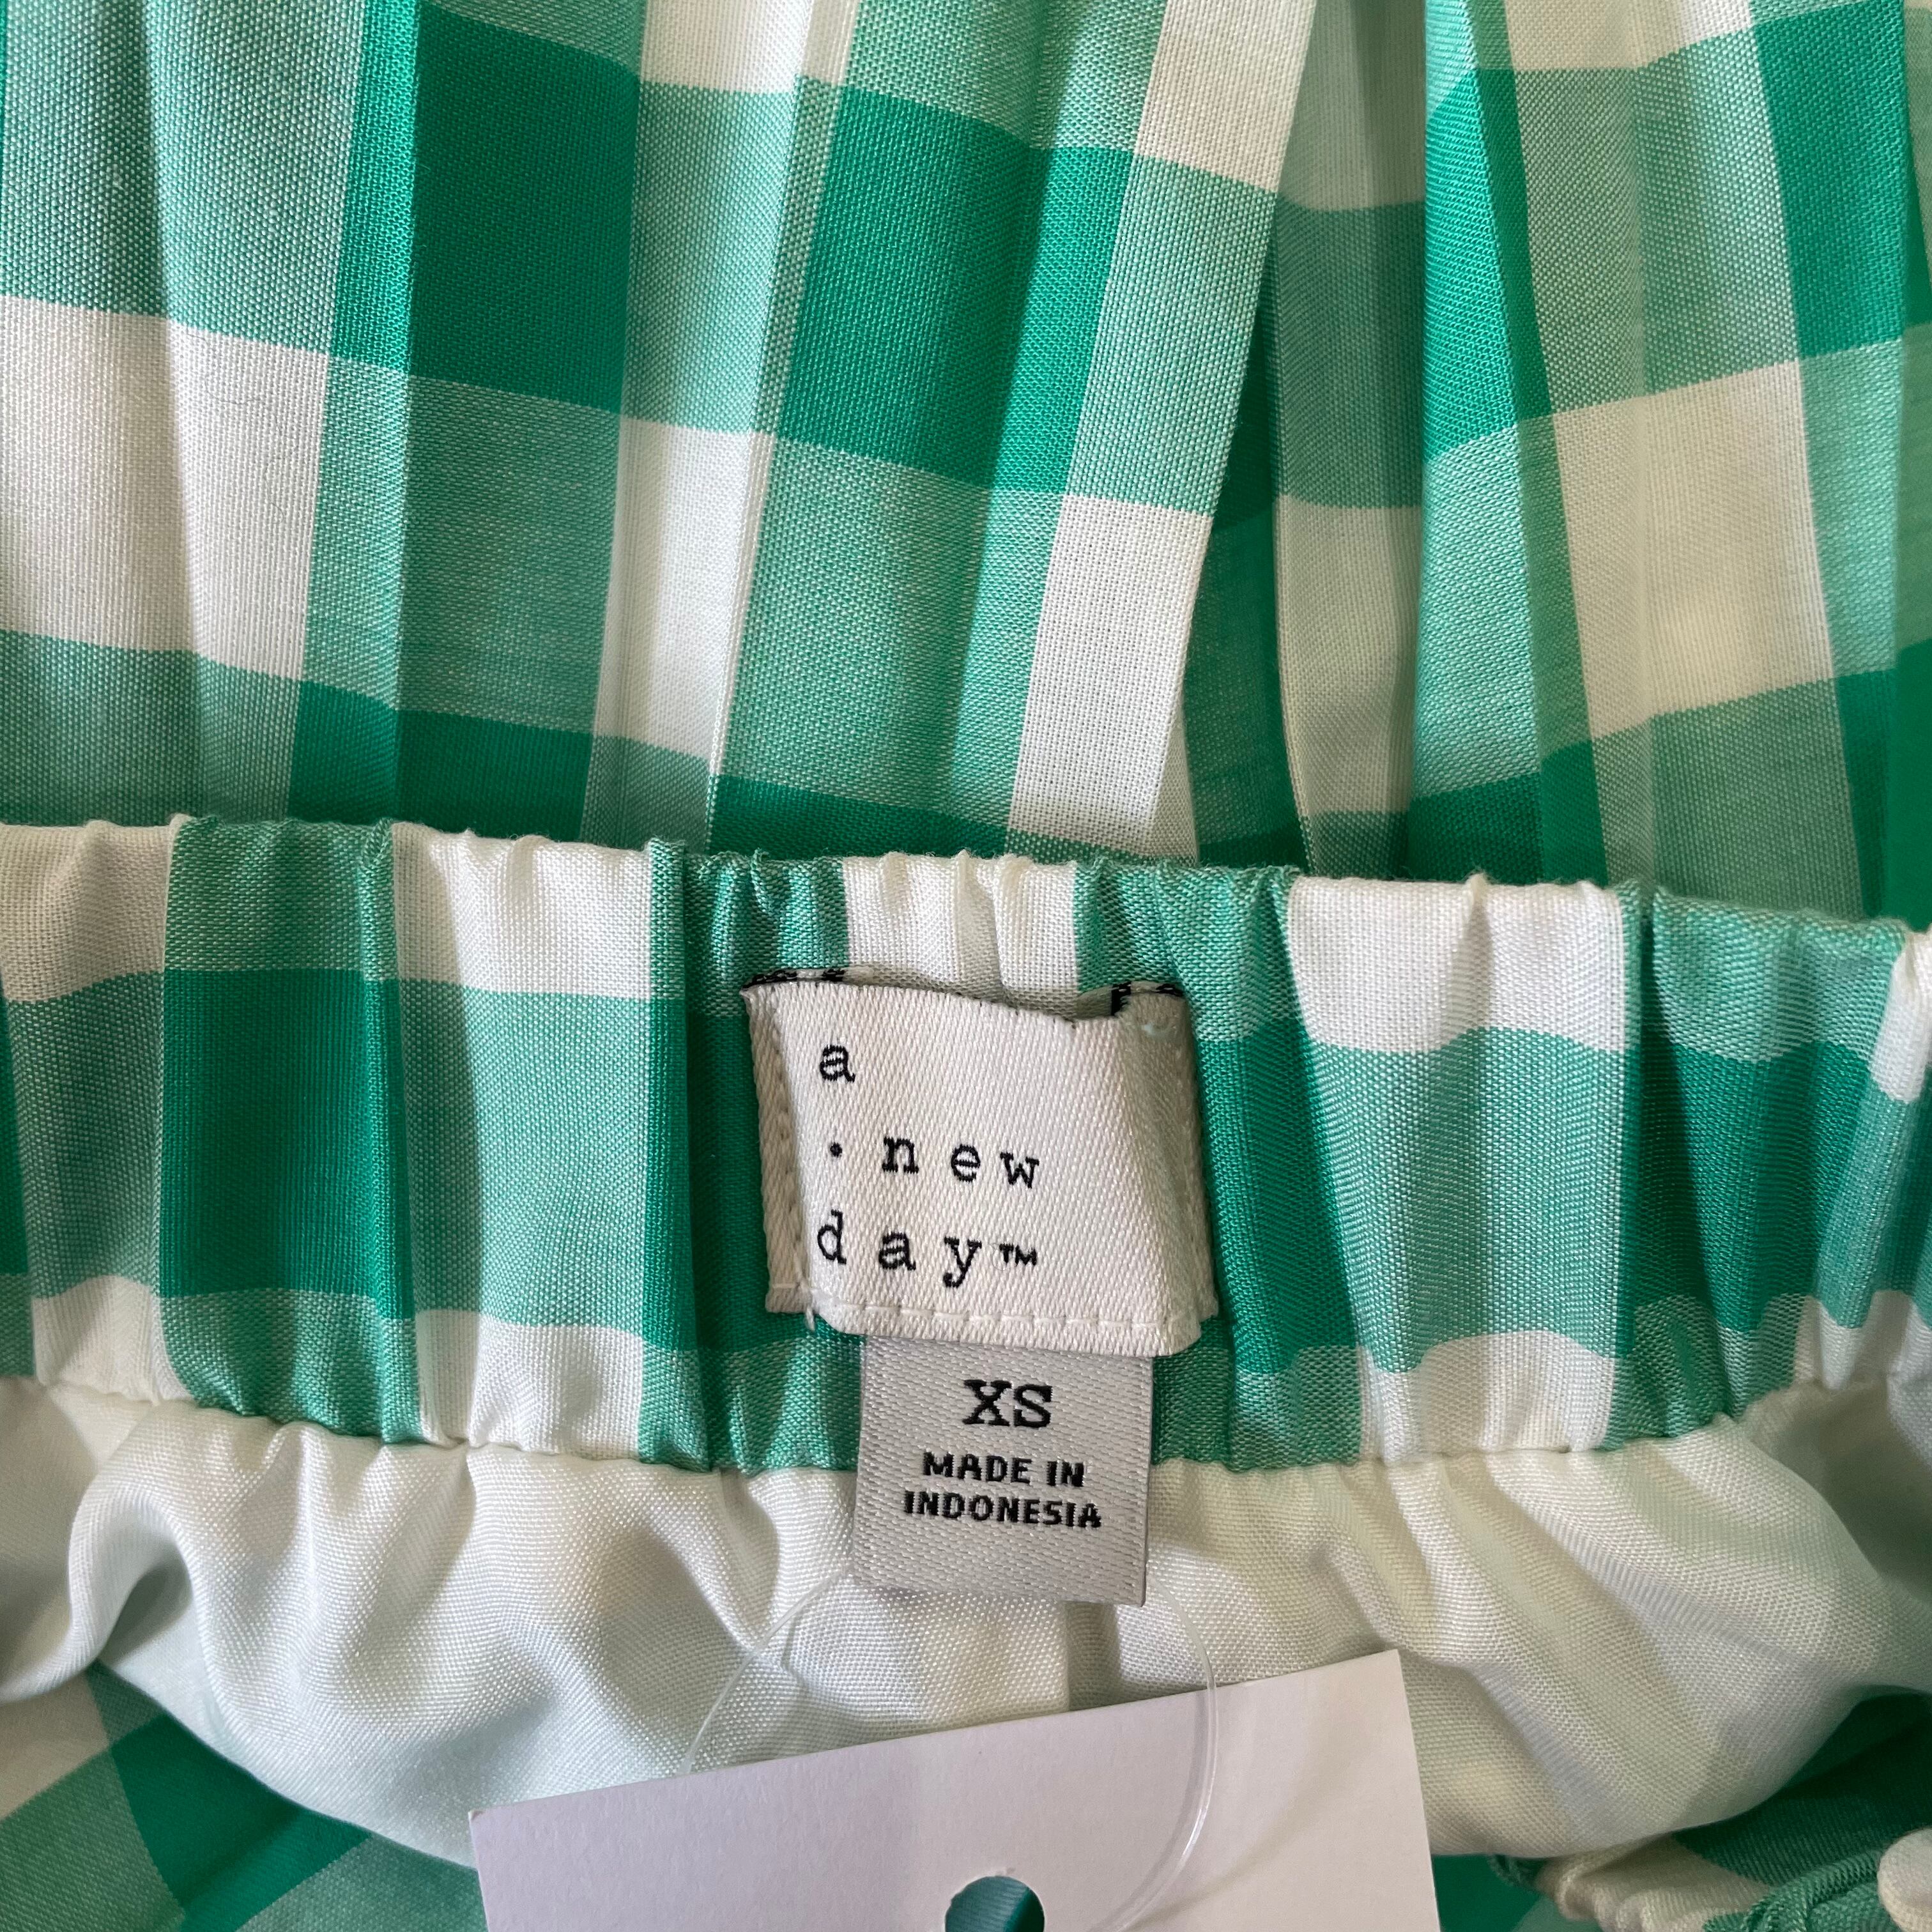 a
· new
day™
XS
MADE IN
INDONESIA